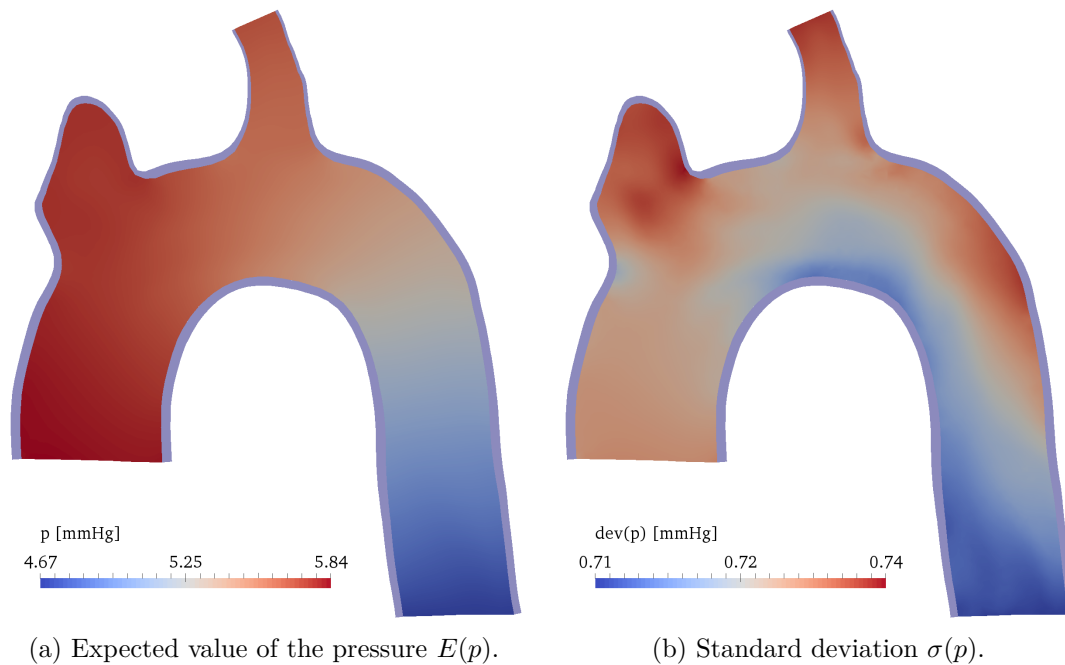 p [mmHg]
4.67 5.25 5.84
dev(p) [mmHg]
0.71 0.72 0.74
(a) Expected value of the pressure E(p).
(b) Standard deviation σ(p).